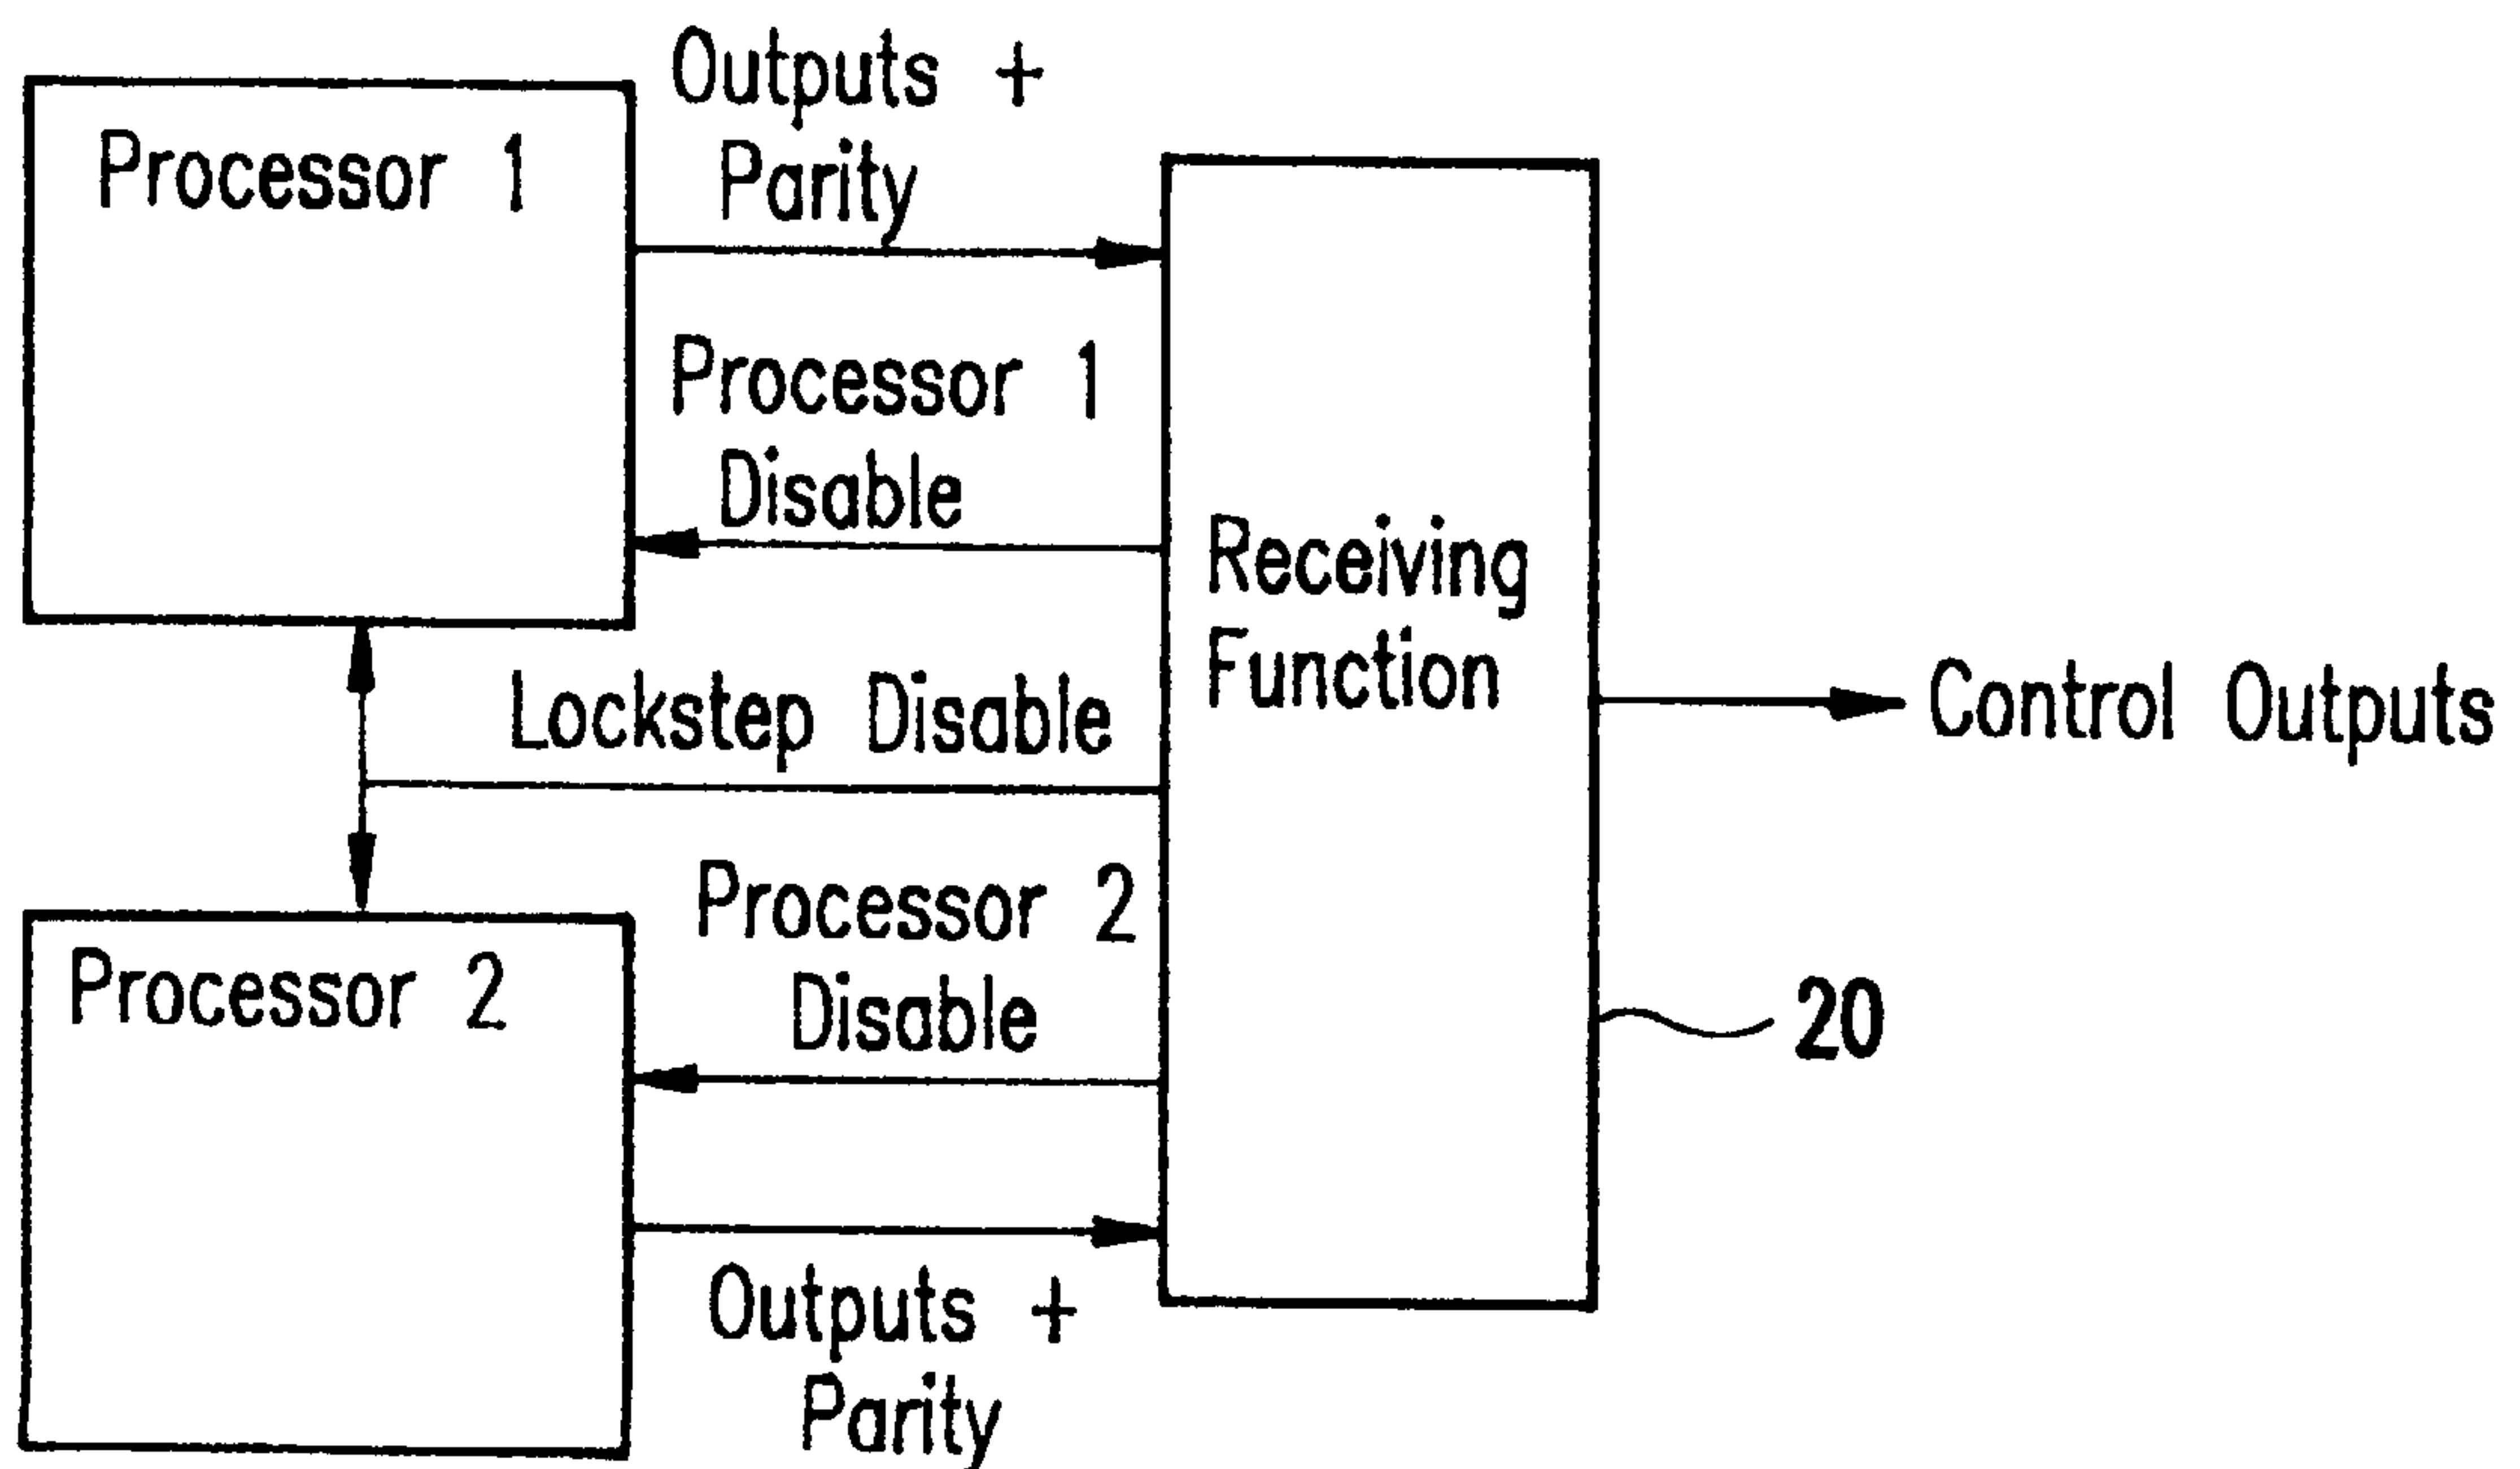 Outputs +
Parity
Processor 1
Processor 1
Disable
Receiving
Function
Lockstep Disable
Control Outputs
Processor 2
Disable
Processor 2
20
Outputs +
Parity